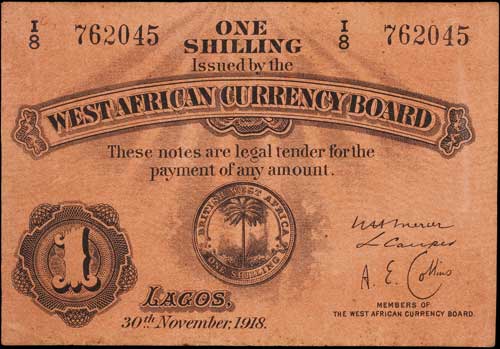 I/8 762045 ONE I/8 762045
SHILLING
Issued by the
WEST AFRICAN CURRENCY BOARD
These notes are legal tender for the
payment of any amount.
BRITISH WEST AFRICA
ONE SHILLING
1
A. E. Collins
LAGOS.
30th November, 1918.
MEMBERS OF
THE WEST AFRICAN CURRENCY BOARD.